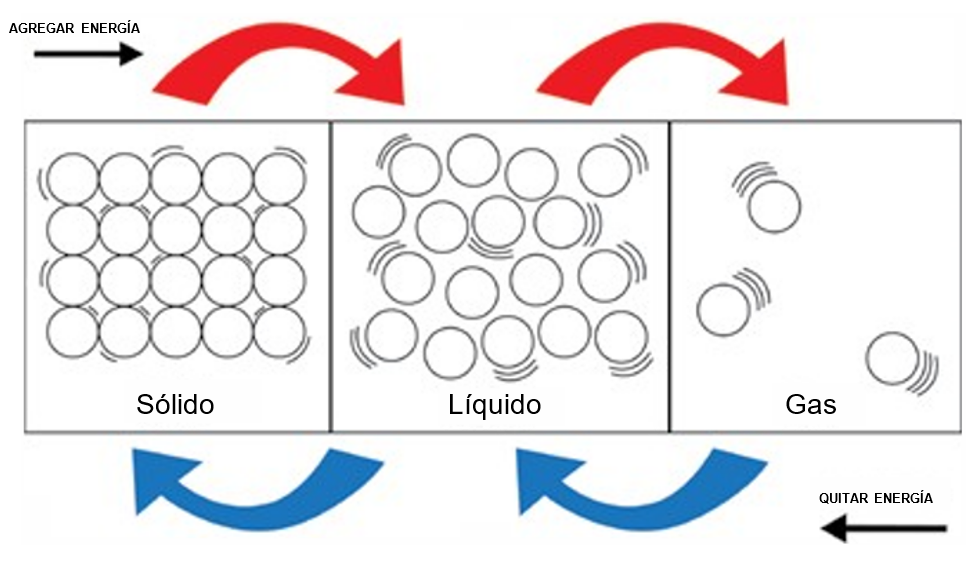 AGREGAR ENERGÍA
Sólido
Líquido
Gas
QUITAR ENERGÍA